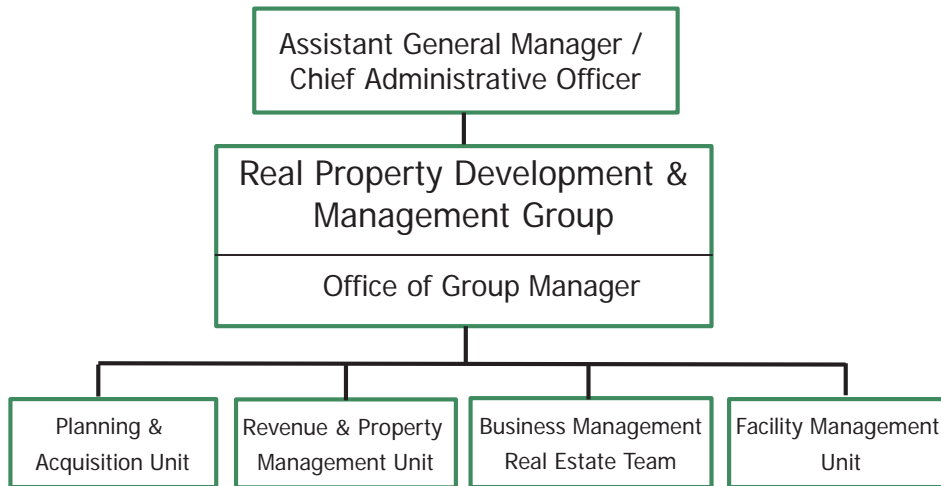 Assistant General Manager /
Chief Administrative Officer
Real Property Development &
Management Group
Office of Group Manager
Planning &
Acquisition Unit
Revenue & Property
Management Unit
Business Management
Real Estate Team
Facility Management
Unit